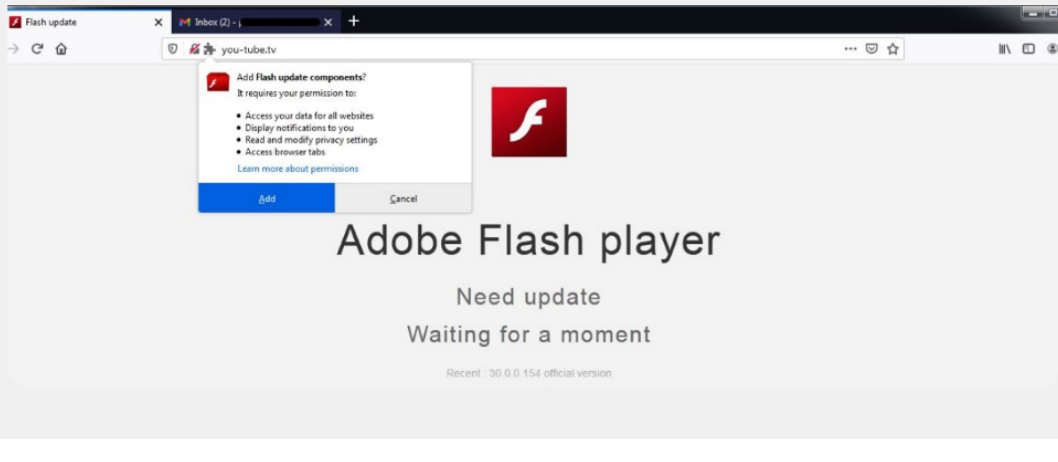 Flash update
Inbox (2) -
you-tube.tv
Add Flash update components?
It requires your permission to:
Access your data for all websites
Display notifications to you
Read and modify privacy settings
Access browser tabs
Learn more about permissions
Add
Cancel
Adobe Flash player
Need update
Waiting for a moment
Recent : 30.0.0.154 official version